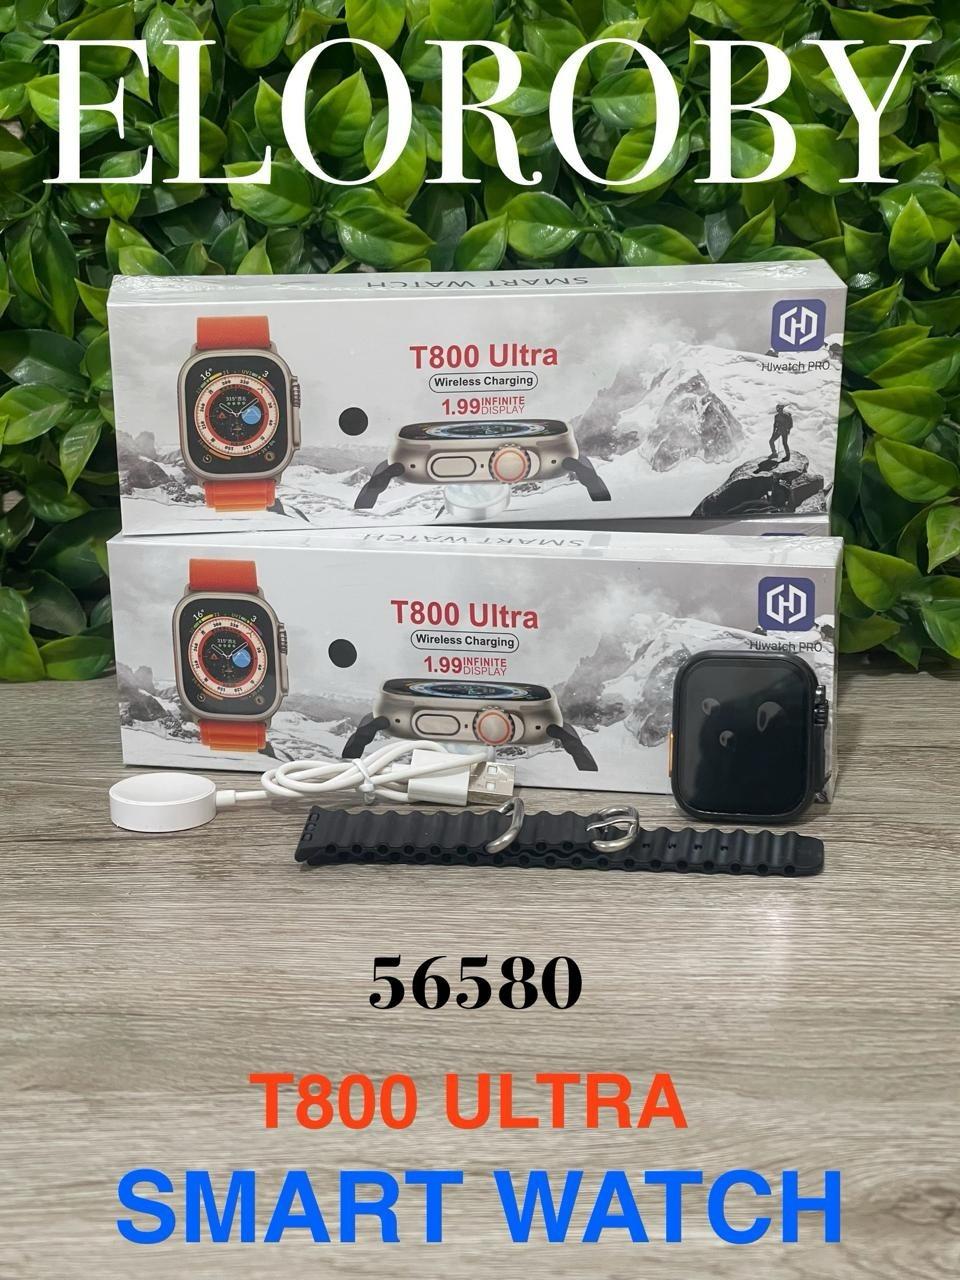 ELOROBY
SMART WATCH
T800 Ultra
Wireless Charging
1.99 INFINITE DISPLAY
HIwatch PRO
SMART WATCH
T800 Ultra
Wireless Charging
1.99 INFINITE DISPLAY
HIwatch PRO
56580
T800 ULTRA
SMART WATCH